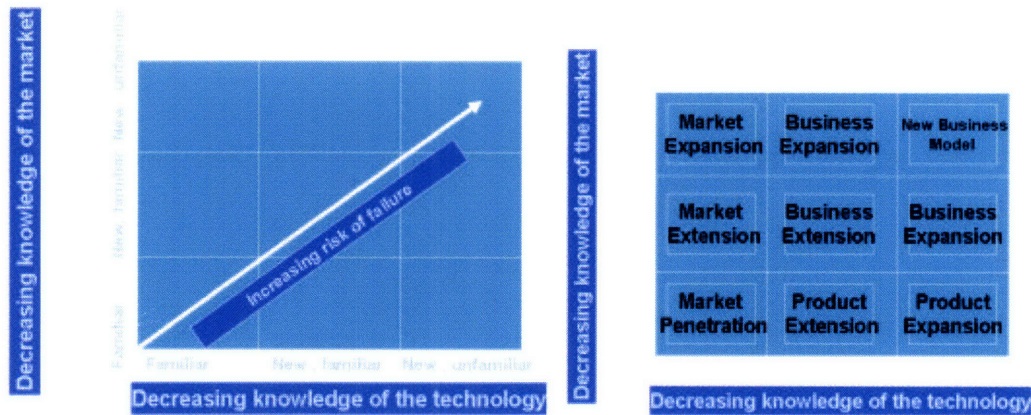 Decreasing knowledge of the market
New unfamiliar
New familiar
Familiar
Increasing risk of failure
Familiar
New familiar
New unfamiliar
Decreasing knowledge of the technology
Decreasing knowledge of the market
Market
Expansion
Business
Expansion
New Business
Model
Market
Extension
Business
Extension
Business
Expansion
Market
Penetration
Product
Extension
Product
Expansion
Decreasing knowledge of the technology